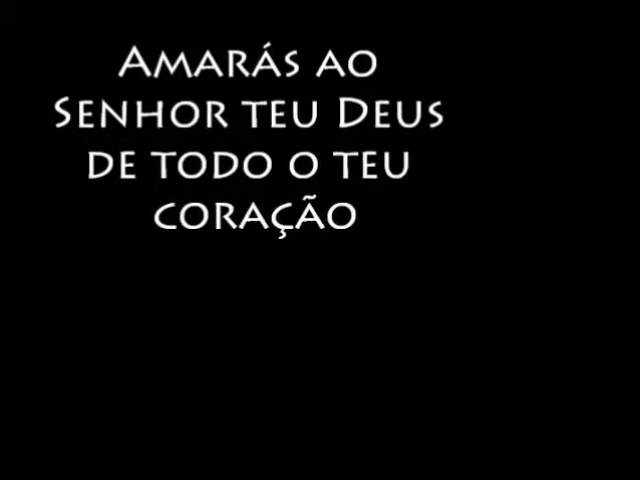 Amarás ao
Senhor teu Deus
de todo o teu
coração